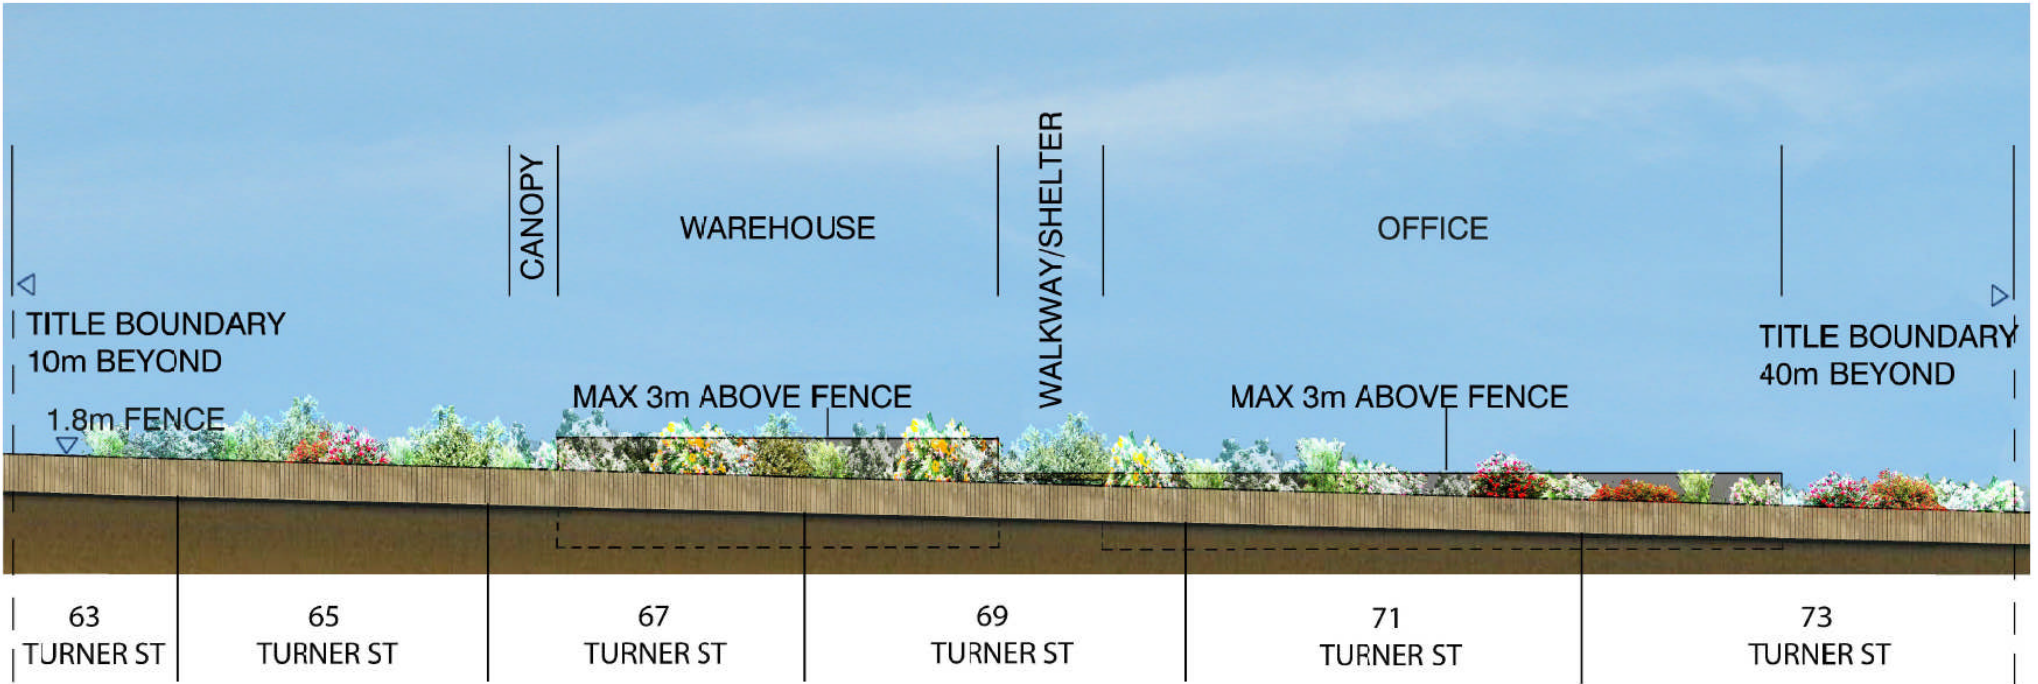 CANOPY
WAREHOUSE
WALKWAY/SHELTER
OFFICE
TITLE BOUNDARY
10m BEYOND
TITLE BOUNDARY
40m BEYOND
1.8m FENCE
MAX 3m ABOVE FENCE
MAX 3m ABOVE FENCE
63
TURNER ST
65
TURNER ST
67
TURNER ST
69
TURNER ST
71
TURNER ST
73
TURNER ST